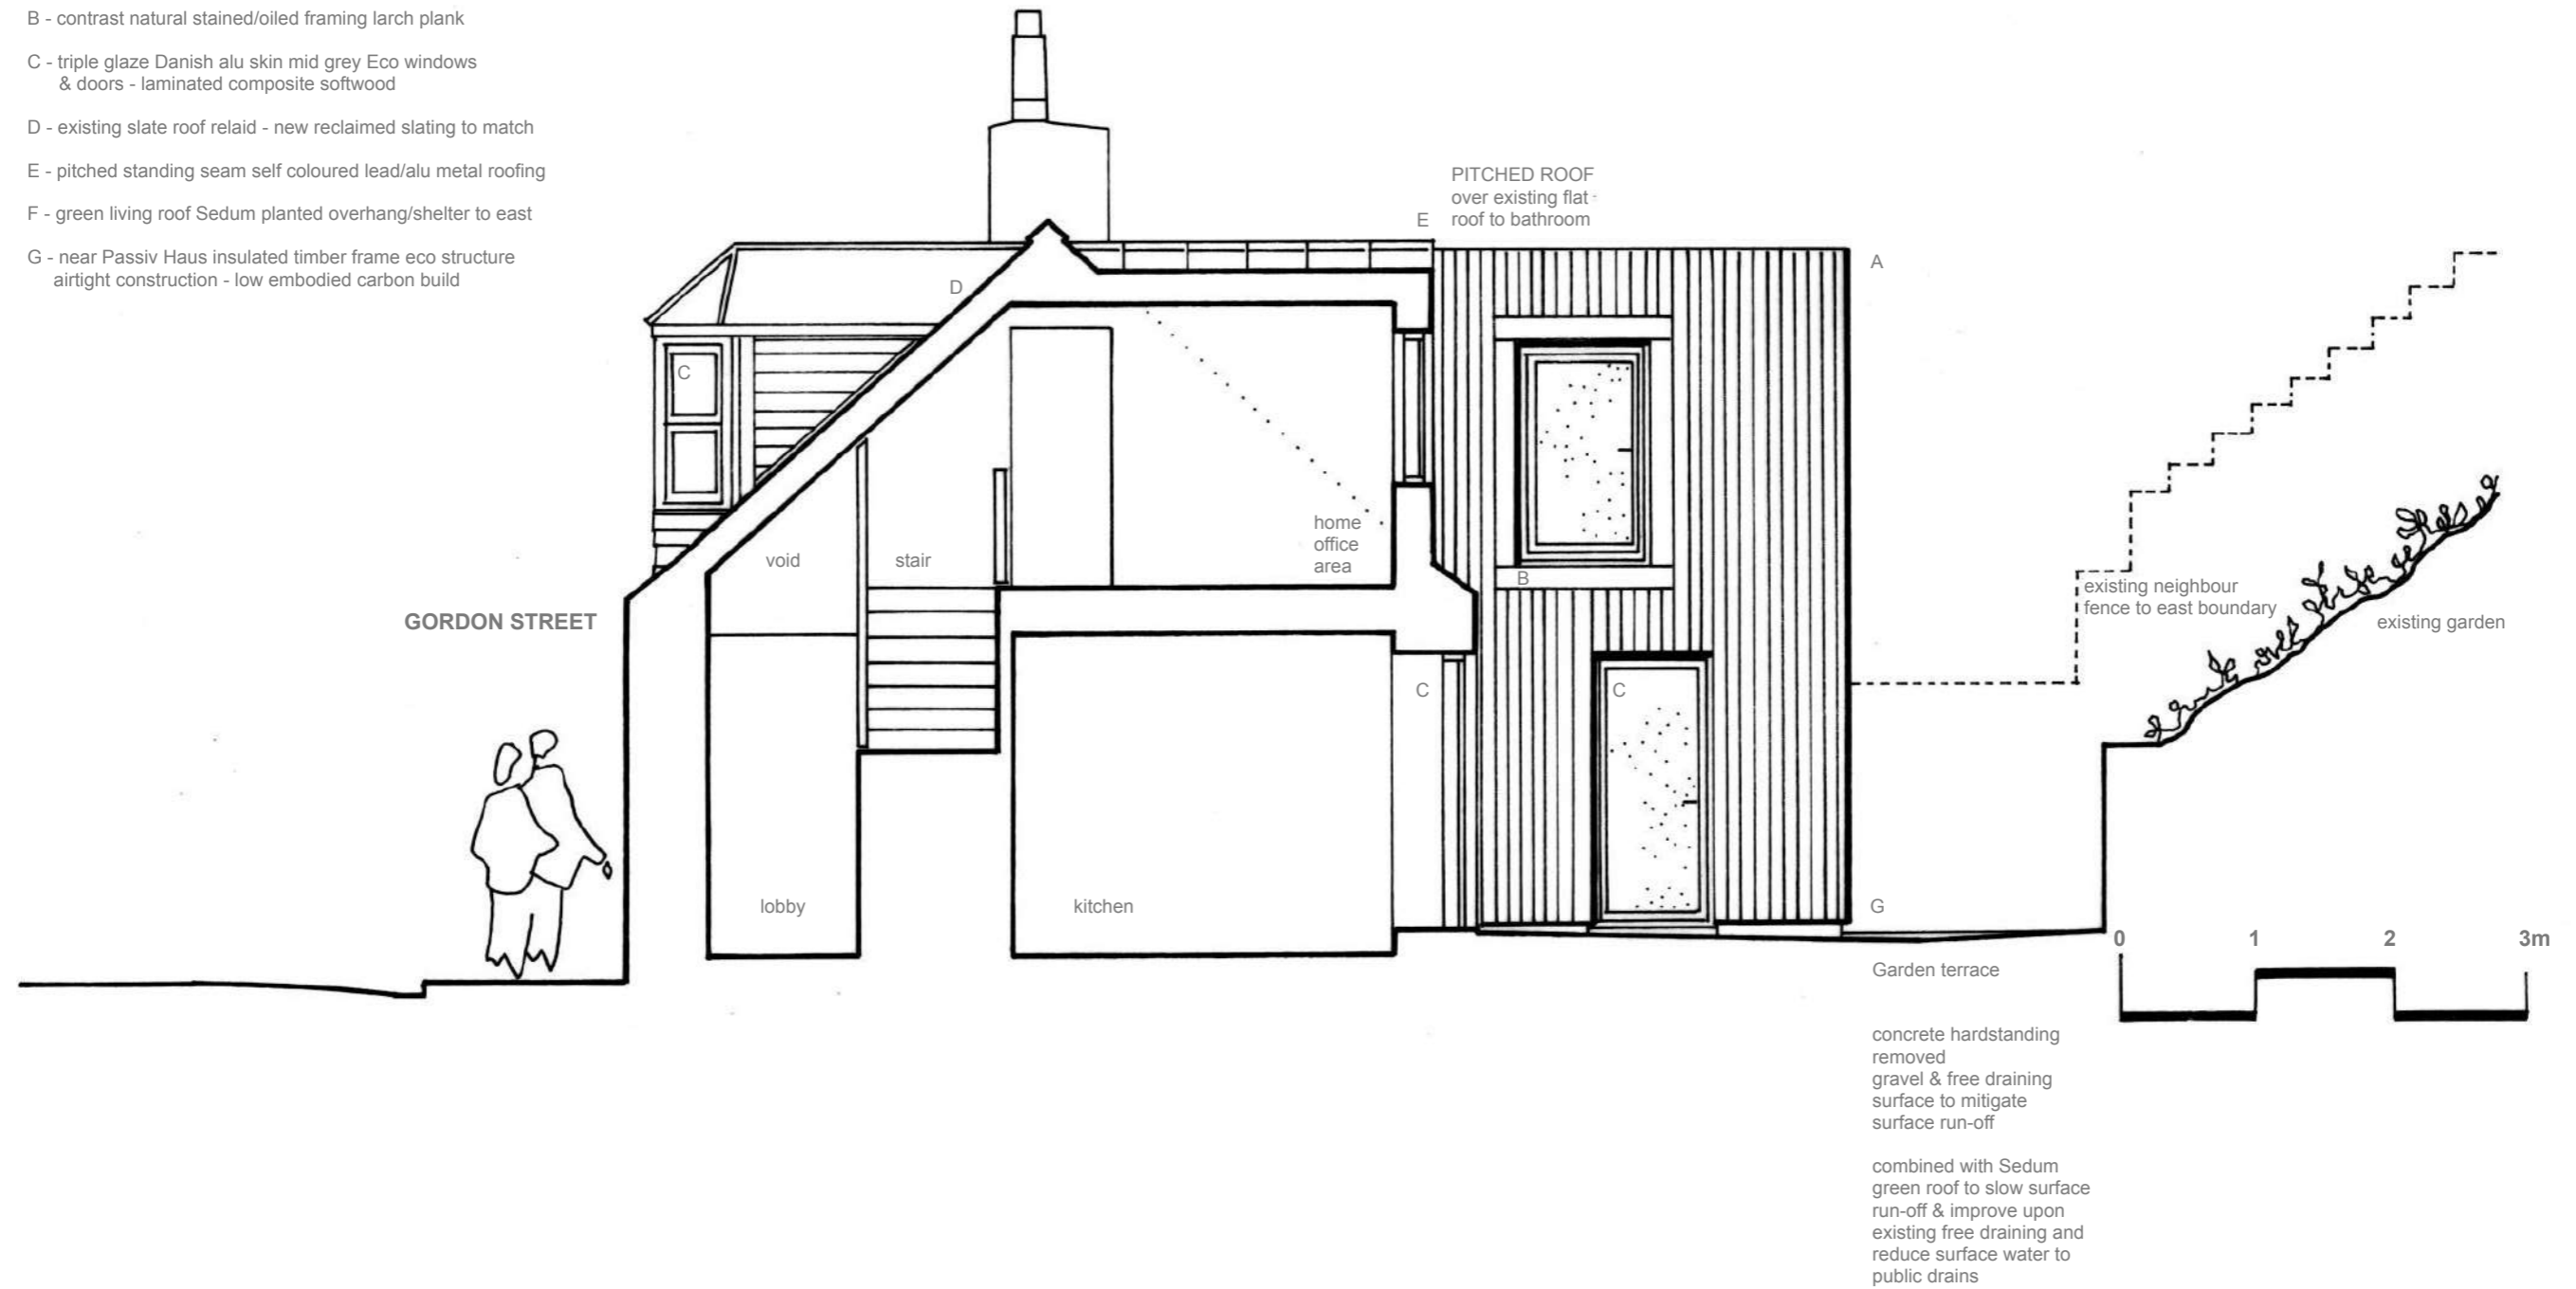 B - contrast natural stained/oiled framing larch plank
C - triple glaze Danish alu skin mid grey Eco windows
& doors - laminated composite softwood
D - existing slate roof relaid - new reclaimed slating to match
E - pitched standing seam self coloured lead/alu metal roofing
F - green living roof Sedum planted overhang/shelter to east
G - near Passiv Haus insulated timber frame eco structure
airtight construction - low embodied carbon build
PITCHED ROOF
over existing flat
roof to bathroom
E
A
D
C
home
office
area
void
stair
B
GORDON STREET
existing neighbour
fence to east boundary
existing garden
C
C
lobby
kitchen
G
0 1 2 3m
Garden terrace
concrete hardstanding
removed
gravel & free draining
surface to mitigate
surface run-off
combined with Sedum
green roof to slow surface
run-off & improve upon
existing free draining and
reduce surface water to
public drains